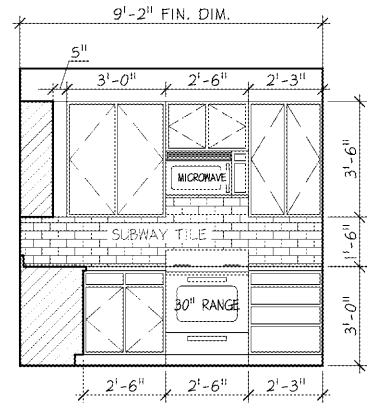 9'-2" FIN. DIM.
5"
3'-0" 2'-6" 2'-3"
3'-6"
MICROWAVE
SUBWAY TILE
1'-6"
30" RANGE
3'-0"
2'-6" 2'-6" 2'-3"